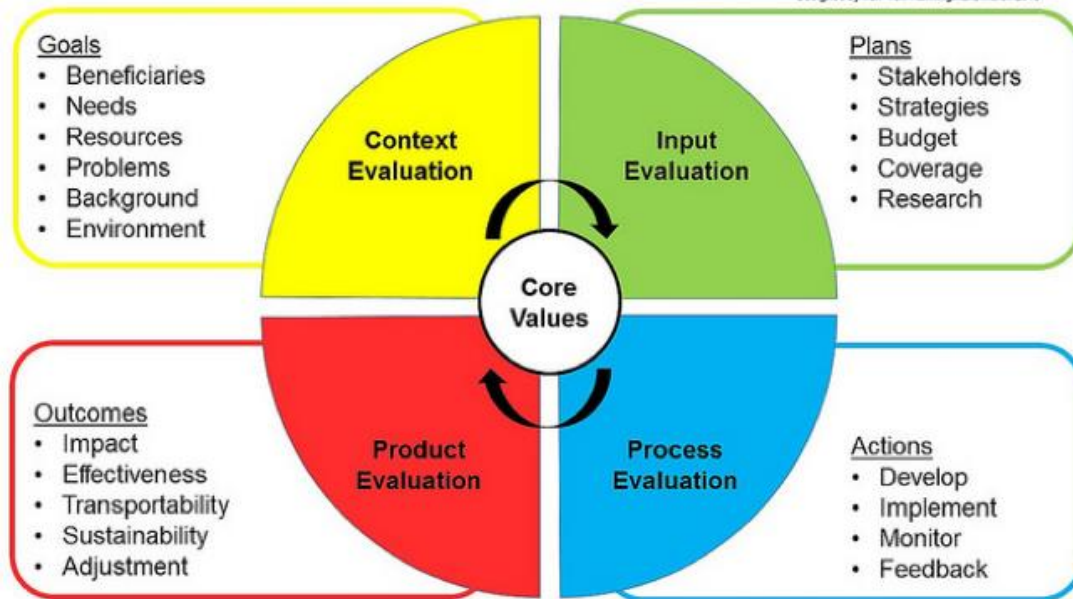 Goals
• Beneficiaries
• Needs
• Resources
• Problems
• Background
• Environment
Context
Evaluation
Input
Evaluation
Plans
• Stakeholders
• Strategies
• Budget
• Coverage
• Research
Core
Values
Outcomes
• Impact
• Effectiveness
• Transportability
• Sustainability
• Adjustment
Product
Evaluation
Process
Evaluation
Actions
• Develop
• Implement
• Monitor
• Feedback